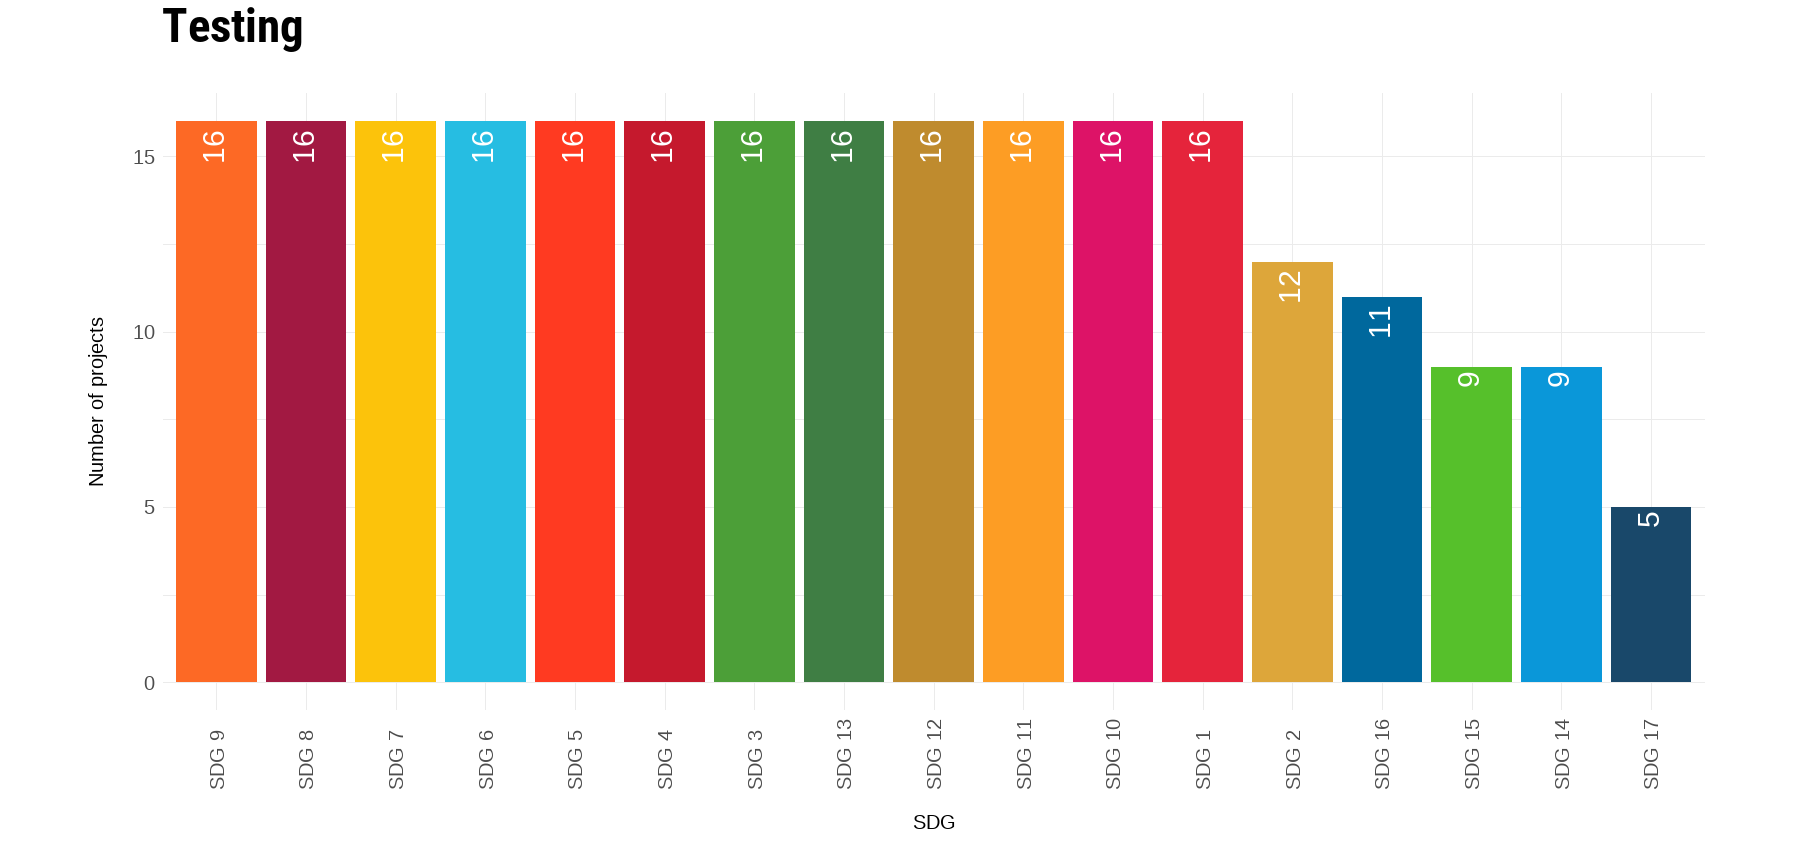 Testing
Number of projects
15
10
5
0
16
16
16
16
16
16
16
16
16
16
16
16
12
11
9
9
5
SDG 9
SDG 8
SDG 7
SDG 6
SDG 5
SDG 4
SDG 3
SDG 13
SDG 12
SDG 11
SDG 10
SDG 1
SDG 2
SDG 16
SDG 15
SDG 14
SDG 17
SDG